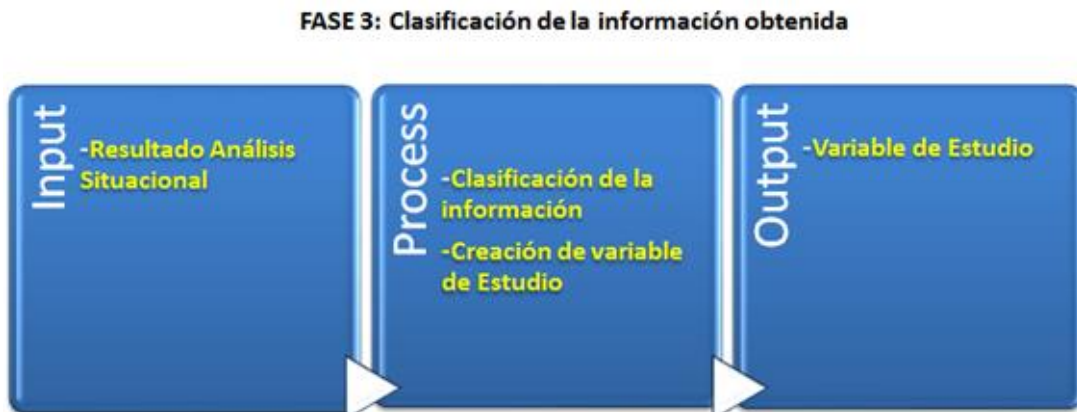 FASE 3: Clasificación de la información obtenida
Input
-Resultado Análisis
Situacional
Process
-Clasificación de la
información
-Creación de variable
de Estudio
Output
-Variable de Estudio